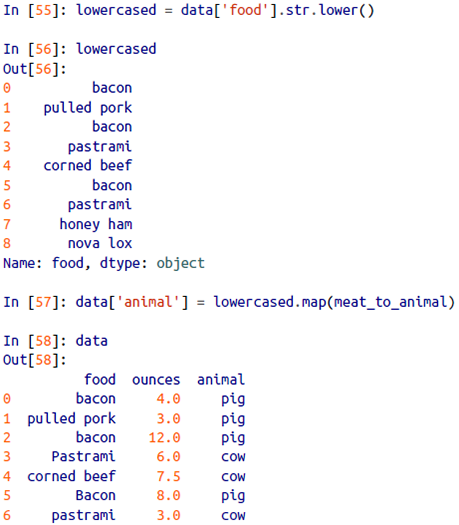 In [55]: lowercased = data['food'].str.lower()
In [56]: lowercased
Out[56]:
0 bacon
1 pulled pork
2 bacon
3 pastrami
4 corned beef
5 bacon
6 pastrami
7 honey ham
8 nova lox
Name: food, dtype: object
In [57]: data['animal'] = lowercased.map(meat_to_animal)
In [58]: data
Out[58]:
food ounces animal
0 bacon 4.0 pig
1 pulled pork 3.0 pig
2 bacon 12.0 pig
3 Pastrami 6.0 cow
4 corned beef 7.5 cow
5 Bacon 8.0 pig
6 pastrami 3.0 cow